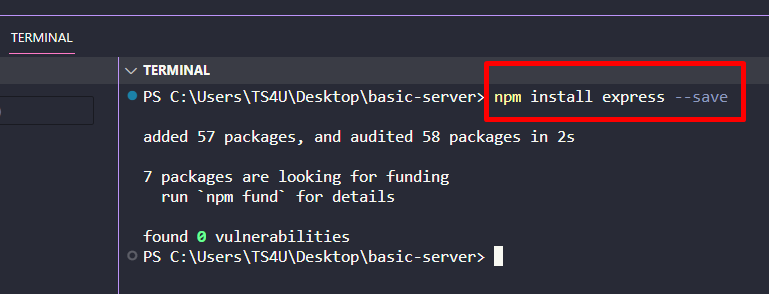 TERMINAL
TERMINAL
PS C:\Users\TS4U\Desktop\basic-server> npm install express --save
added 57 packages, and audited 58 packages in 2s
7 packages are looking for funding
run `npm fund` for details
found 0 vulnerabilities
PS C:\Users\TS4U\Desktop\basic-server>